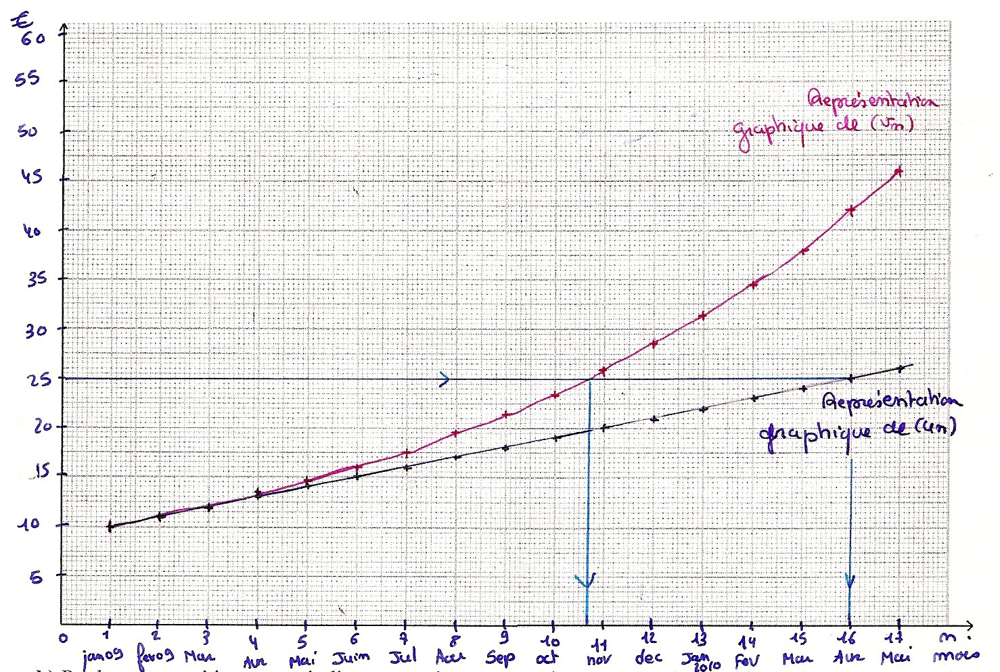 €
60
55
50
45
40
35
30
25
20
15
10
5
Représentation
graphique de (Vn)
Représentation
graphique de (Un)
0 1 2 3 4 5 6 7 8 9 10 11 12 13 14 15 16 17 n :
jan09 fev09 Mar Avr Mai Juin Jul Sep oct nov dec Jan Fev Mar Avr Mai mois
2010